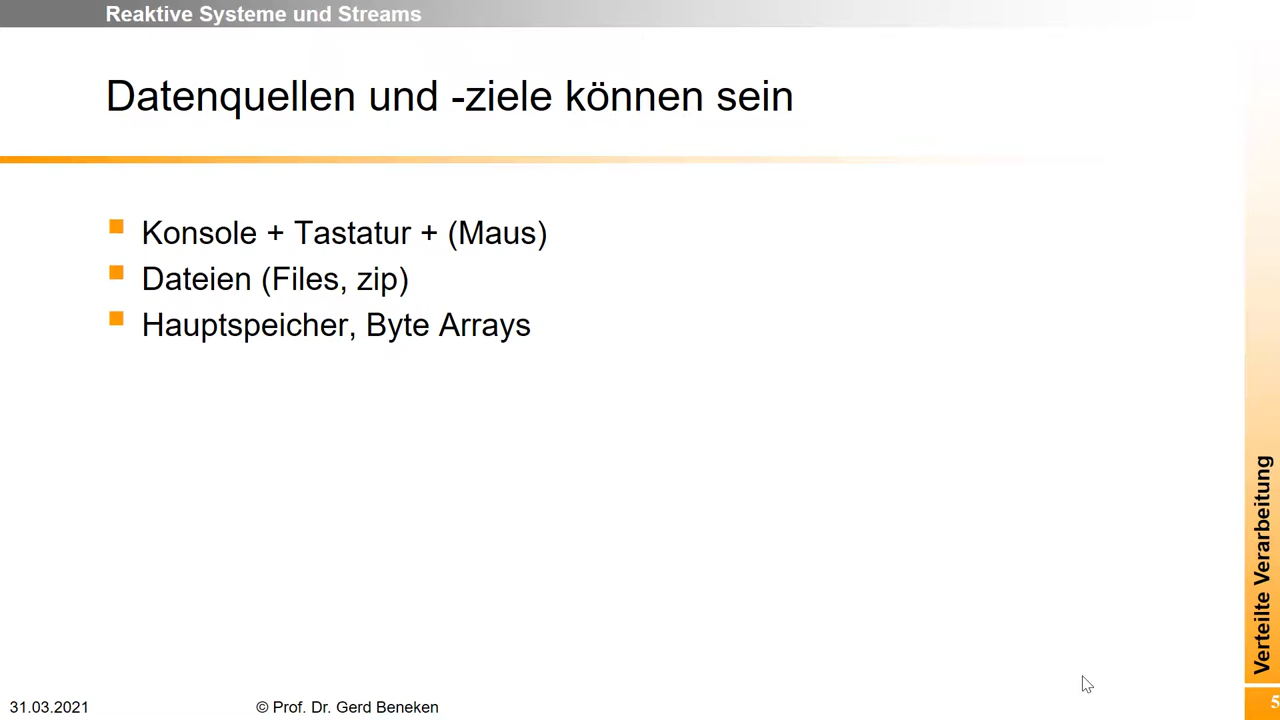 Reaktive Systeme und Streams
Datenquellen und -ziele können sein
Konsole + Tastatur + (Maus)
Dateien (Files, zip)
Hauptspeicher, Byte Arrays
Verteilte Verarbeitung
31.03.2021
© Prof. Dr. Gerd Beneken
5